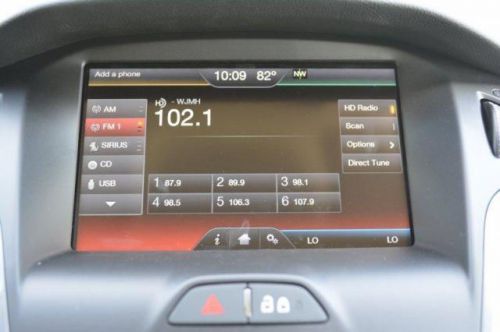 Add a phone 10:09 82° NW
AM
FM 1
SIRIUS
CD
USB
HD - WJMH
102.1
HD Radio
Scan
Options
Direct Tune
1 87.9 2 89.9 3 98.1
4 98.5 5 106.3 6 107.9
i LO LO